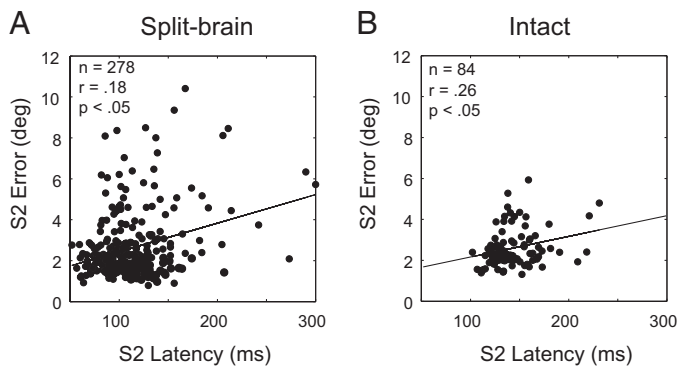 A
Split-brain
12
10
8
6
4
2
0
S2 Error (deg)
n = 278
r = .18
p < .05
100
200
300
S2 Latency (ms)
B
Intact
12
10
8
6
4
2
0
S2 Error (deg)
n = 84
r = .26
p < .05
100
200
300
S2 Latency (ms)